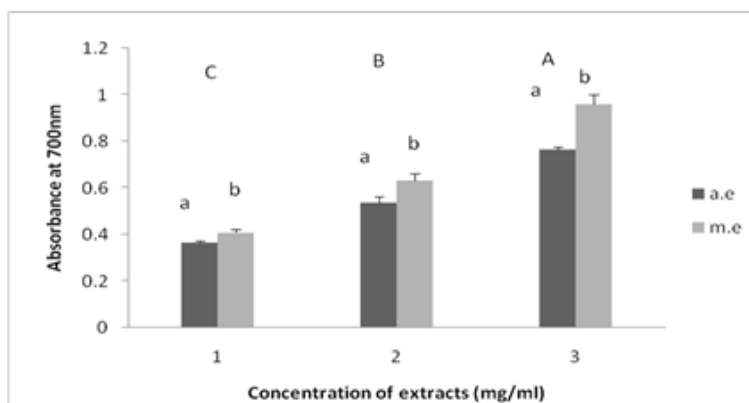 Absorbance at 700nm
1.2
1
0.8
0.6
0.4
0.2
0
C
B
A
a
b
a
b
a
b
1
2
3
Concentration of extracts (mg/ml)
a.e
m.e